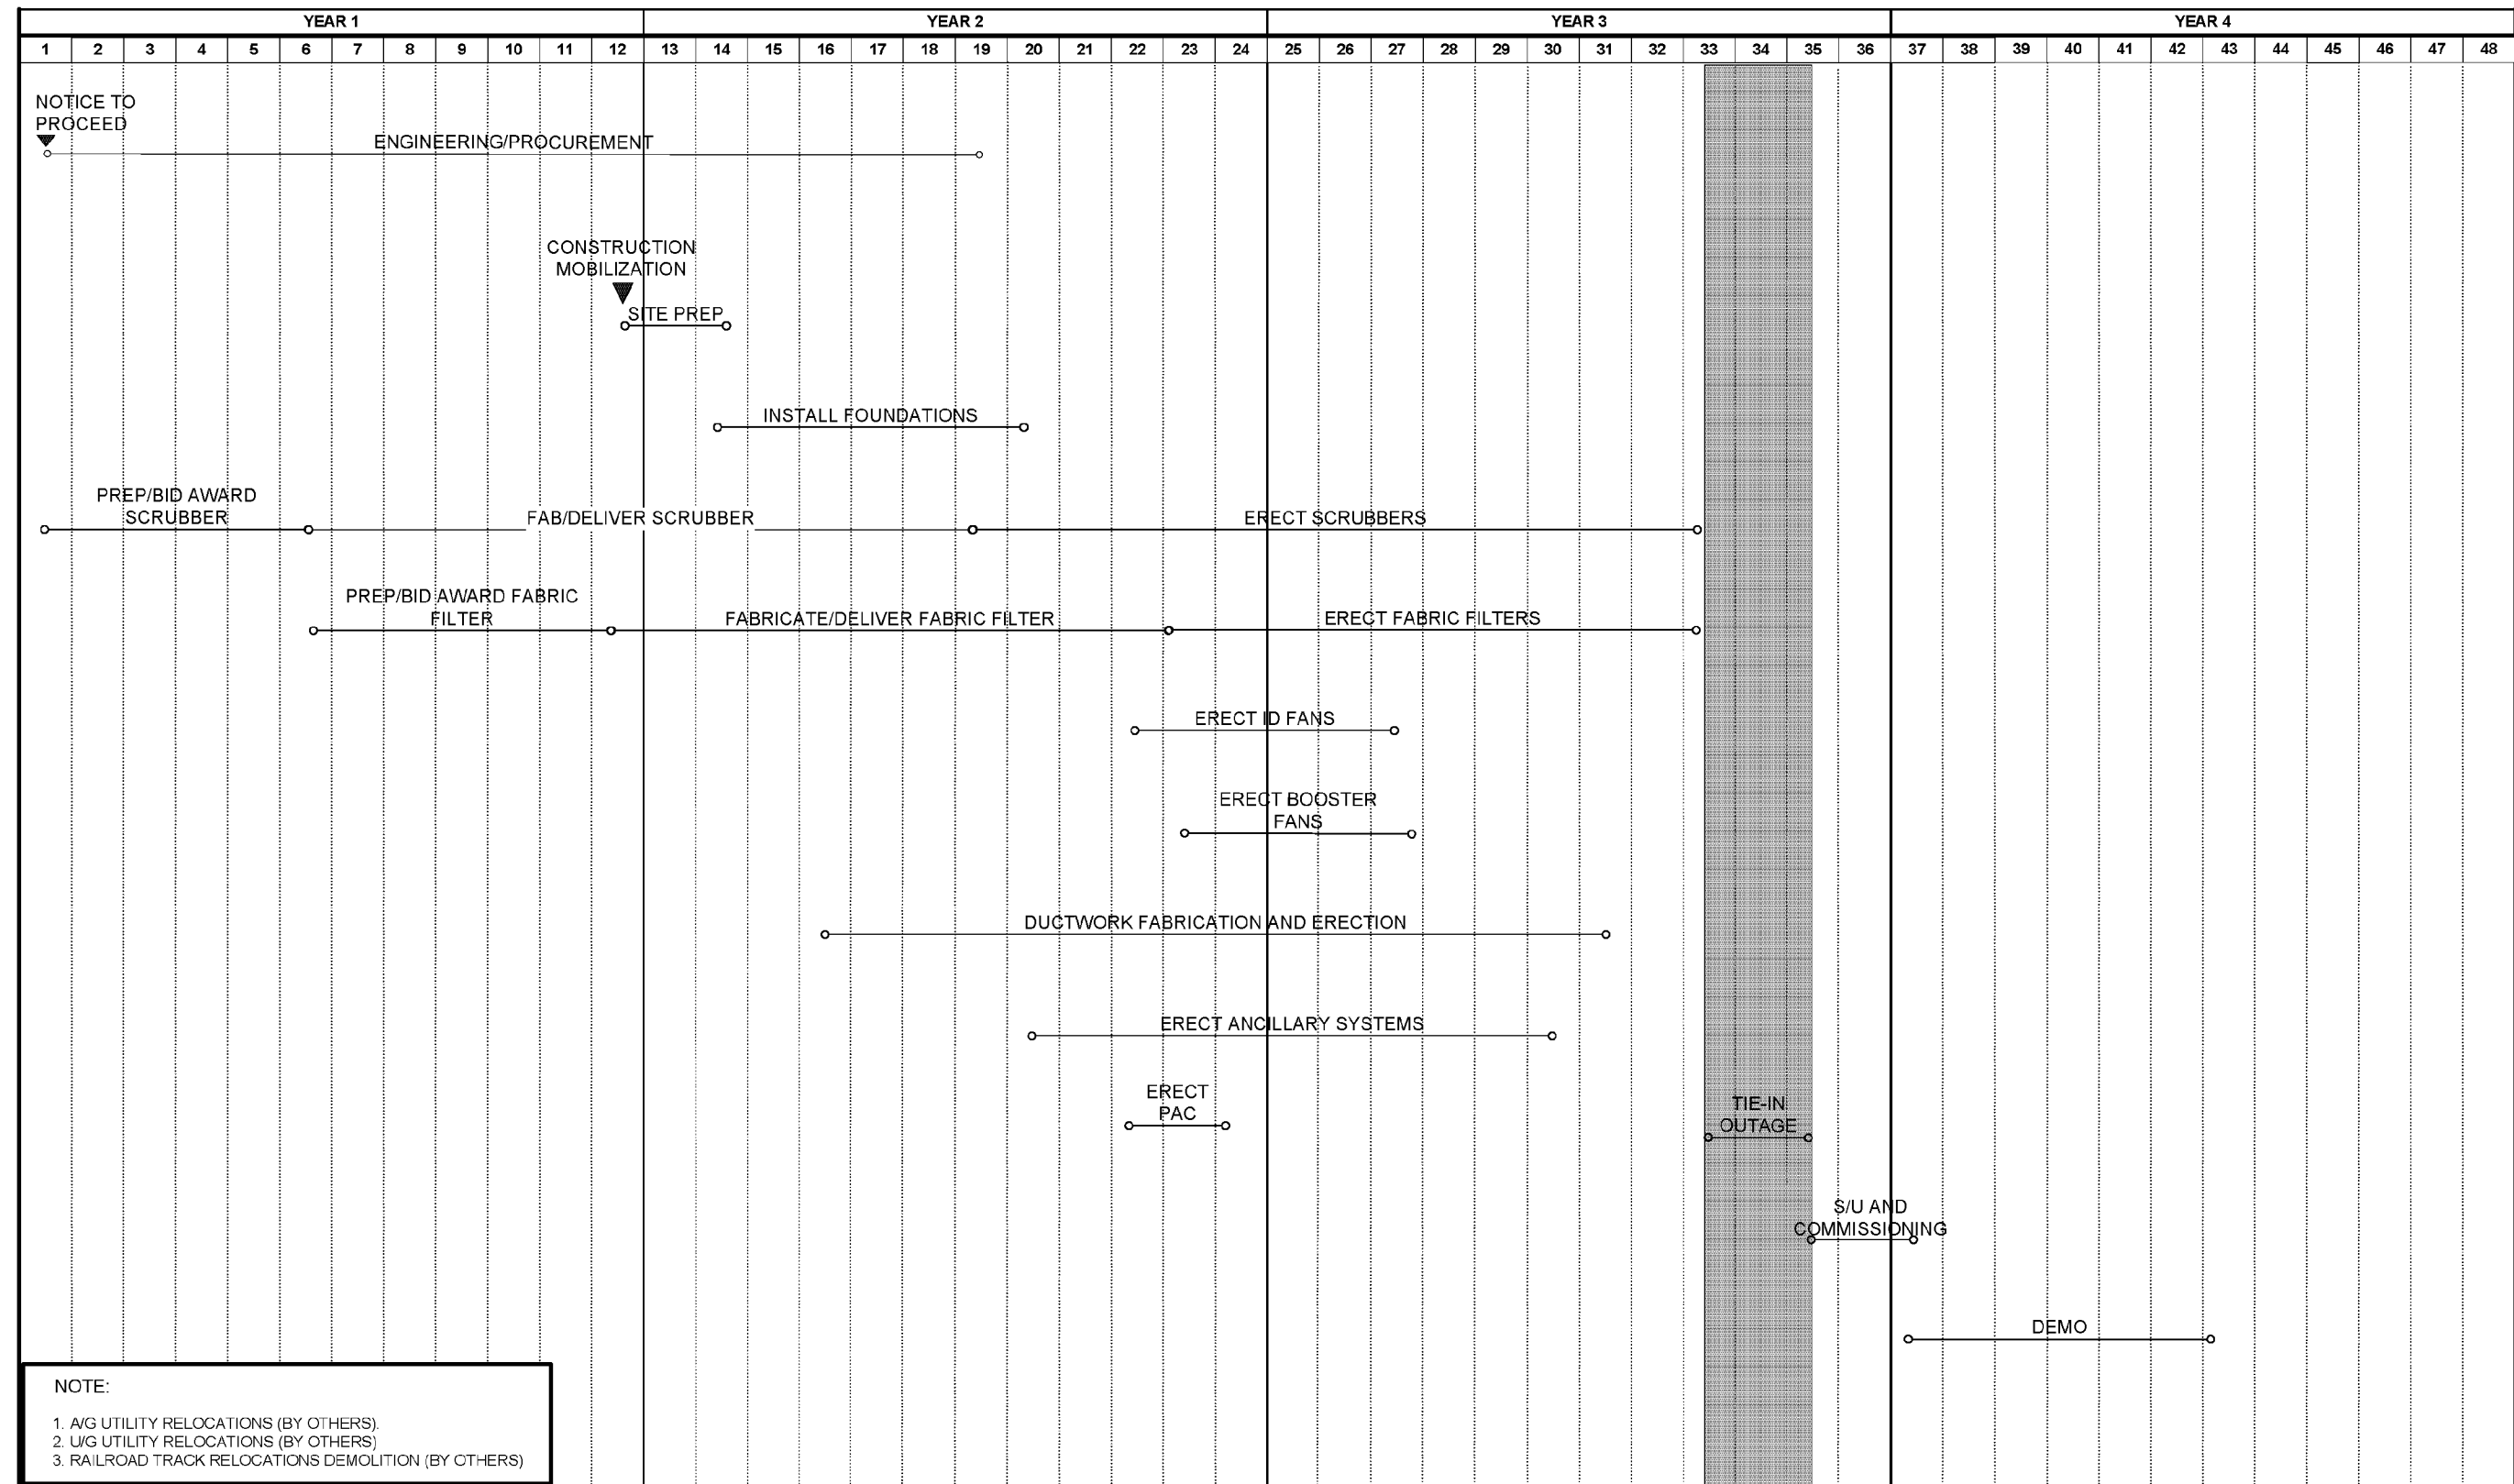 YEAR 1 YEAR 2 YEAR 3 YEAR 4
1 2 3 4 5 6 7 8 9 10 11 12 13 14 15 16 17 18 19 20 21 22 23 24 25 26 27 28 29 30 31 32 33 34 35 36 37 38 39 40 41 42 43 44 45 46 47 48
NOTICE TO
PROCEED
ENGINEERING/PROCUREMENT
CONSTRUCTION
MOBILIZATION
SITE PREP
INSTALL FOUNDATIONS
PREP/BID AWARD
SCRUBBER
FAB/DELIVER SCRUBBER
ERECT SCRUBBERS
PREP/BID AWARD FABRIC
FILTER
FABRICATE/DELIVER FABRIC FILTER
ERECT FABRIC FILTERS
ERECT ID FANS
ERECT BOOSTER
FANS
DUCTWORK FABRICATION AND ERECTION
ERECT ANCILLARY SYSTEMS
ERECT
PAC
TIE-IN
OUTAGE
S/U AND
COMMISSIONING
DEMO
NOTE:
1. A/G UTILITY RELOCATIONS (BY OTHERS).
2. U/G UTILITY RELOCATIONS (BY OTHERS)
3. RAILROAD TRACK RELOCATIONS DEMOLITION (BY OTHERS)